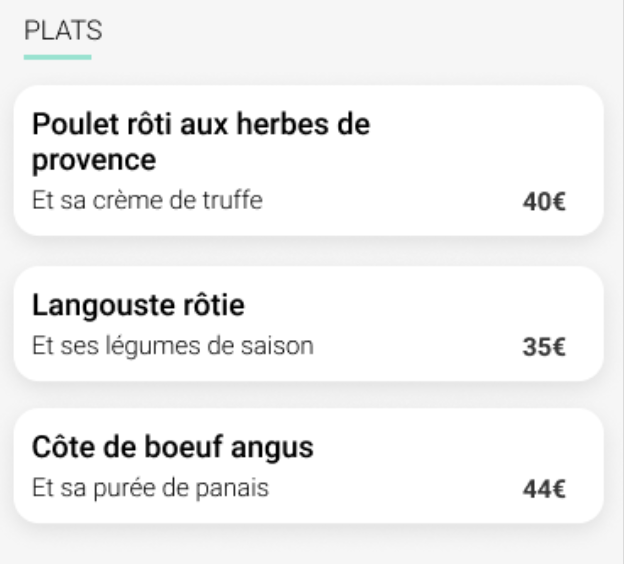 PLATS
Poulet rôti aux herbes de
provence
Et sa crème de truffe
40€
Langouste rôtie
Et ses légumes de saison
35€
Côte de boeuf angus
Et sa purée de panais
44€